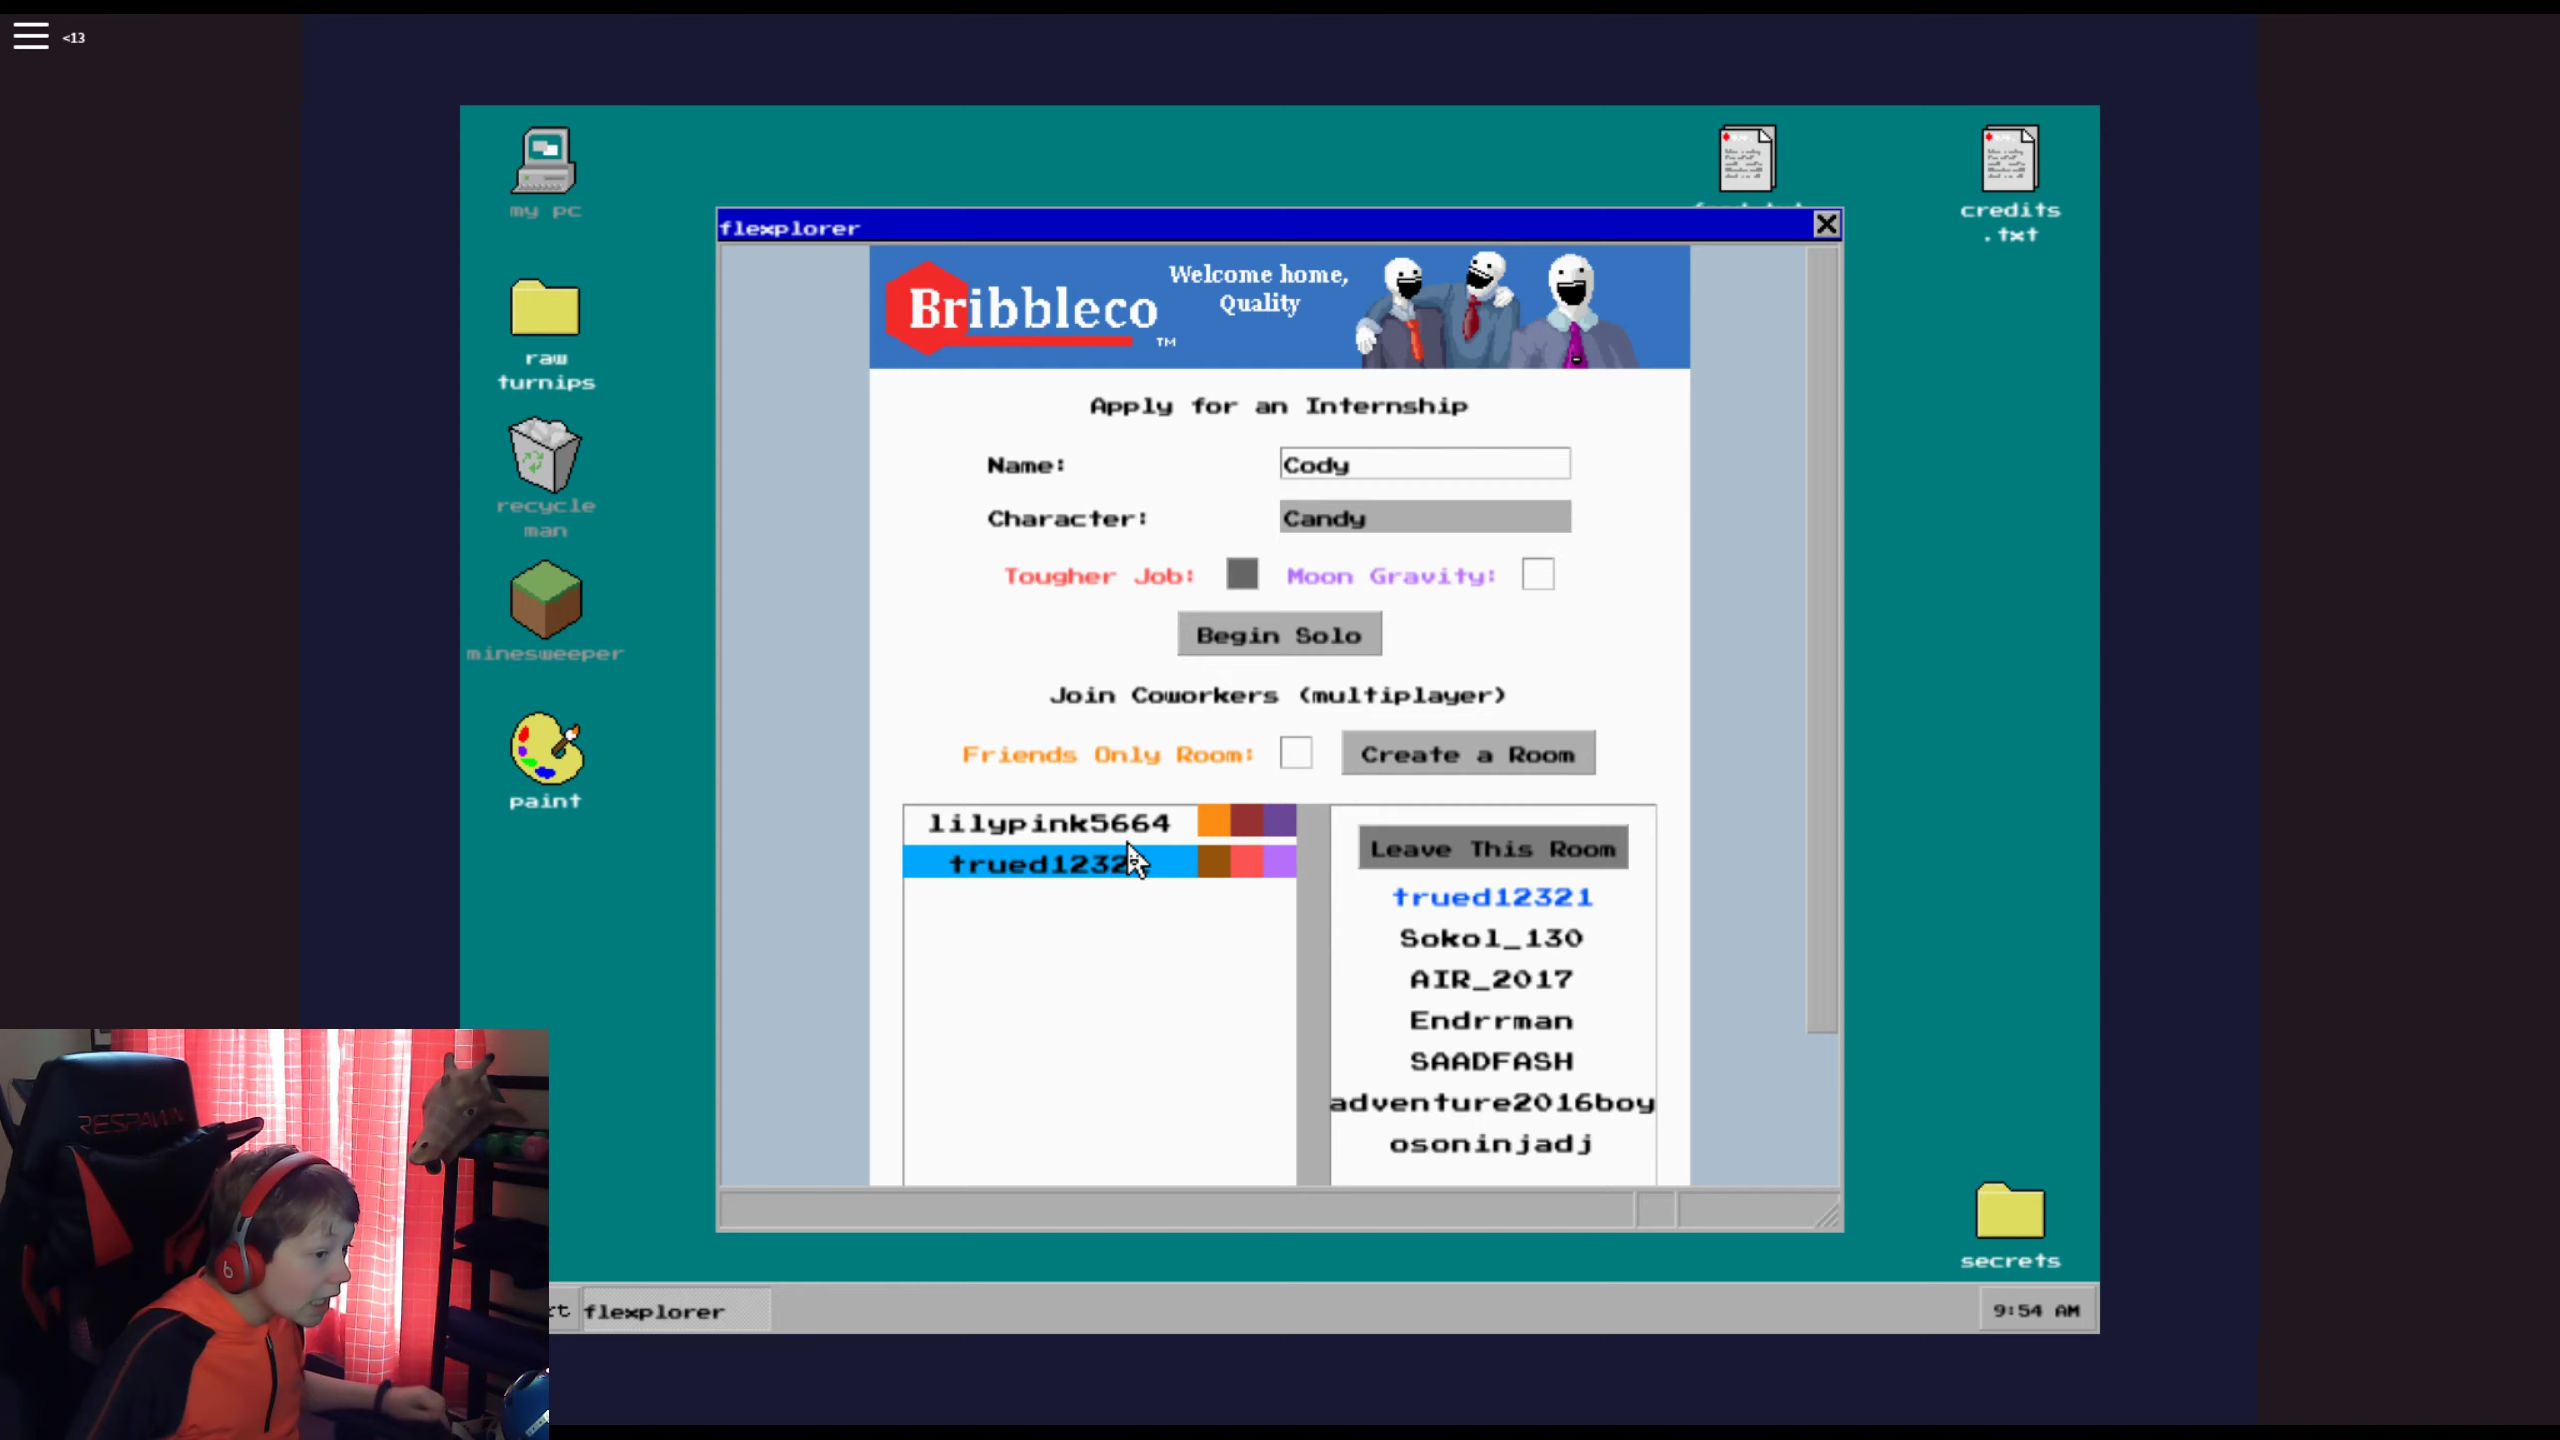 <13
my pc
raw
turnips
recycle
man
minesweeper
paint
credits
.txt
flexplorer
Bribbleco
TM
Welcome home,
Quality
Apply for an Internship
Name:
Cody
Character:
Candy
Tougher Job:
Moon Gravity:
Begin Solo
Join Coworkers (multiplayer)
Friends Only Room:
Create a Room
lilypink5664
trued1232
Leave This Room
trued12321
Sokol_130
AIR_2017
Endrrman
SAADFASH
adventure2016boy
osoninjadj
secrets
RESPAWN
b
rt
flexplorer
9:54 AM